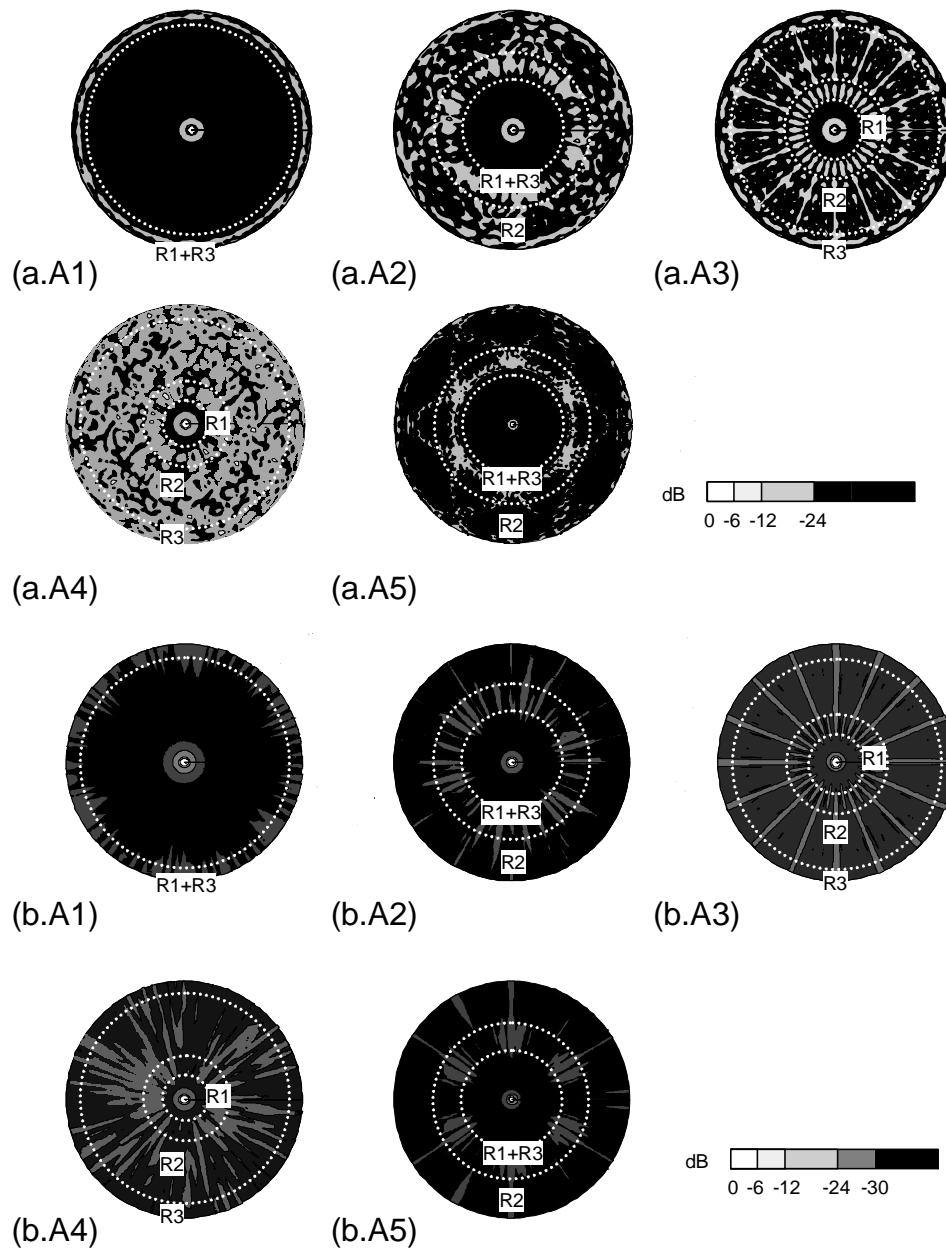 R1+R3
(a.A1)
R1+R3
R2
(a.A2)
R1
R2
R3
(a.A3)
R1
R2
R3
(a.A4)
R1+R3
R2
(a.A5)
dB
0 -6 -12 -24
R1+R3
(b.A1)
R1+R3
R2
(b.A2)
R1
R2
R3
(b.A3)
R1
R2
R3
(b.A4)
R1+R3
R2
(b.A5)
dB
0 -6 -12 -24 -30